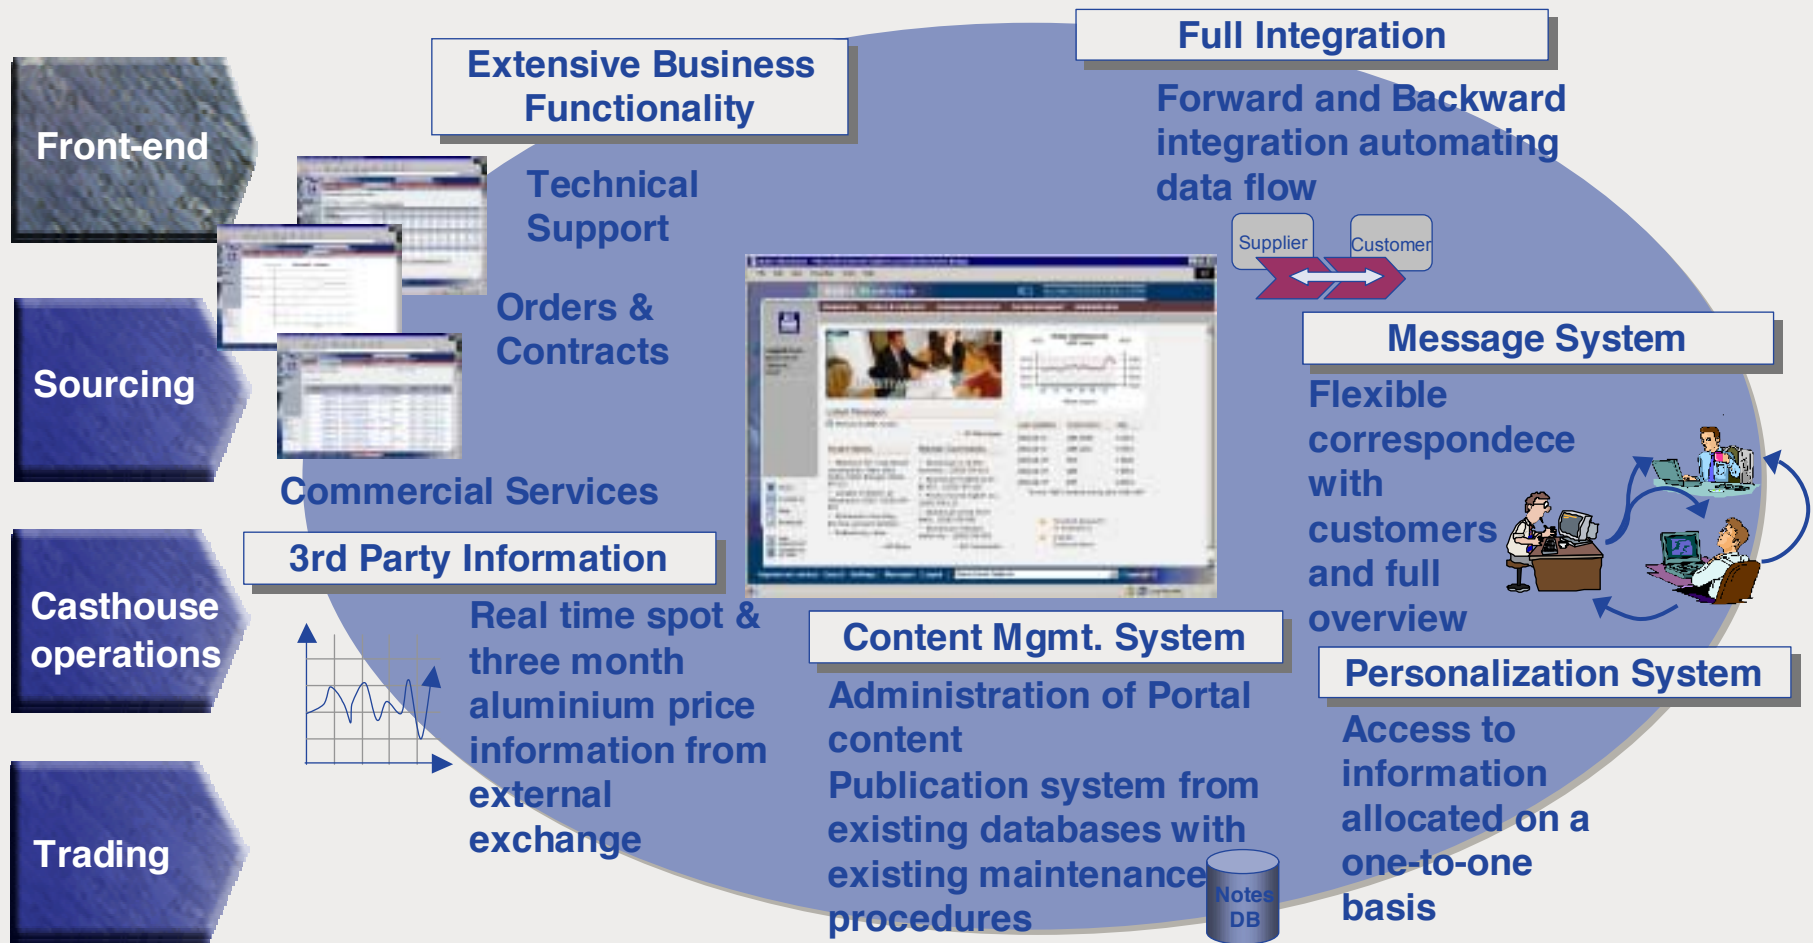 Front-end
Sourcing
Casthouse
operations
Trading
Extensive Business
Functionality
Technical
Support
Orders &
Contracts
Commercial Services
3rd Party Information
Real time spot &
three month
aluminium price
information from
external
exchange
Content Mgmt. System
Administration of Portal
content
Publication system from
existing databases with
existing maintenance
procedures
Notes
DB
Full Integration
Forward and Backward
integration automating
data flow
Supplier
Customer
Message System
Flexible
correspondece
with
customers
and full
overview
Personalization System
Access to
information
allocated on a
one-to-one
basis